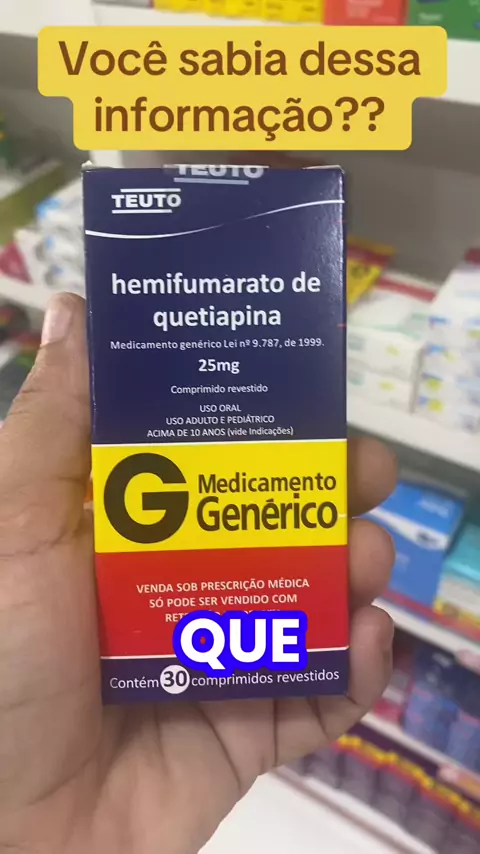 Você sabia dessa
informação??
TEUTO
TEUTO
hemifumarato de
quetiapina
Medicamento genérico Lei nº 9.787, de 1999.
25mg
Comprimido revestido
USO ORAL
USO ADULTO E PEDIÁTRICO
ACIMA DE 10 ANOS (vide Indicações)
G Medicamento
Genérico
VENDA SOB PRESCRIÇÃO MÉDICA
SÓ PODE SER VENDIDO COM
QUE
Contém 30 comprimidos revestidos